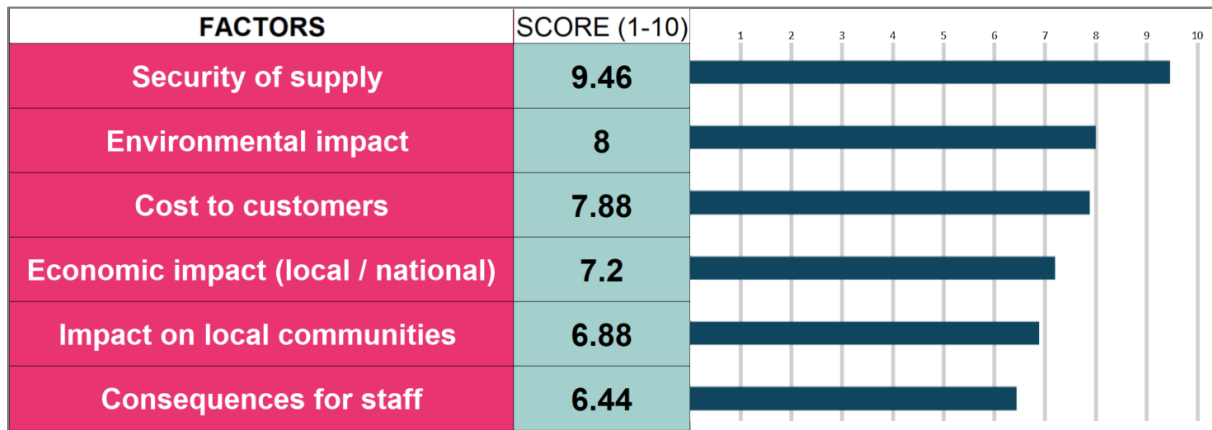 FACTORS SCORE (1-10) 1 2 3 4 5 6 7 8 9 10
Security of supply 9.46
Environmental impact 8
Cost to customers 7.88
Economic impact (local / national) 7.2
Impact on local communities 6.88
Consequences for staff 6.44